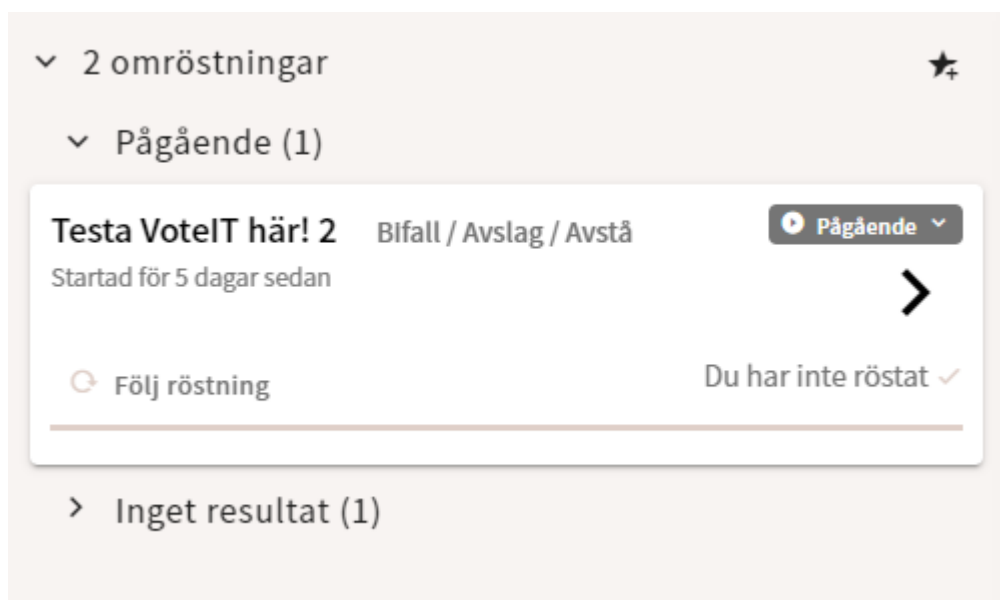 2 omröstningar
Pågående (1)
Testa VoteIT här! 2 Bifall / Avslag / Avstå Pågående
Startad för 5 dagar sedan
Följ röstning Du har inte röstat
Inget resultat (1)